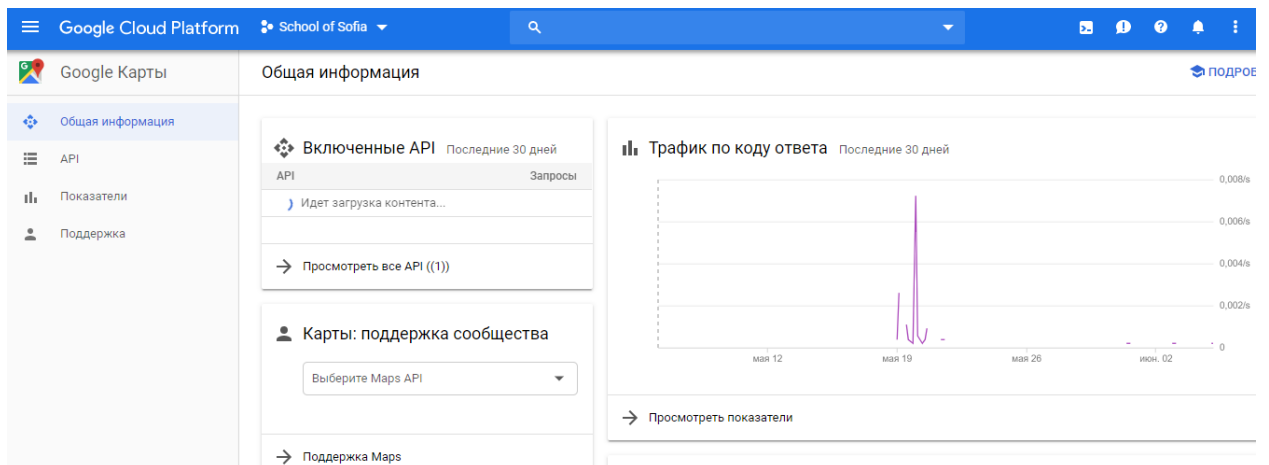 Google Cloud Platform
School of Sofia
Google Карты
Общая информация
API
Показатели
Поддержка
Общая информация
ПОДРОБ
Включенные API Последние 30 дней
API Запросы
Идет загрузка контента...
Просмотреть все API ((1))
Карты: поддержка сообщества
Выберите Maps API
Поддержка Maps
Трафик по коду ответа Последние 30 дней
0,008/s
0,006/s
0,004/s
0,002/s
0
мая 12 мая 19 мая 26 июн. 02
Просмотреть показатели